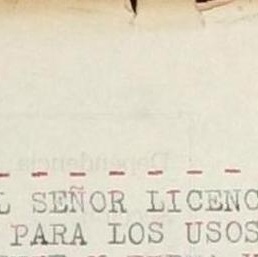 Dependencia
L SEÑOR LICENC
PARA LOS USOS